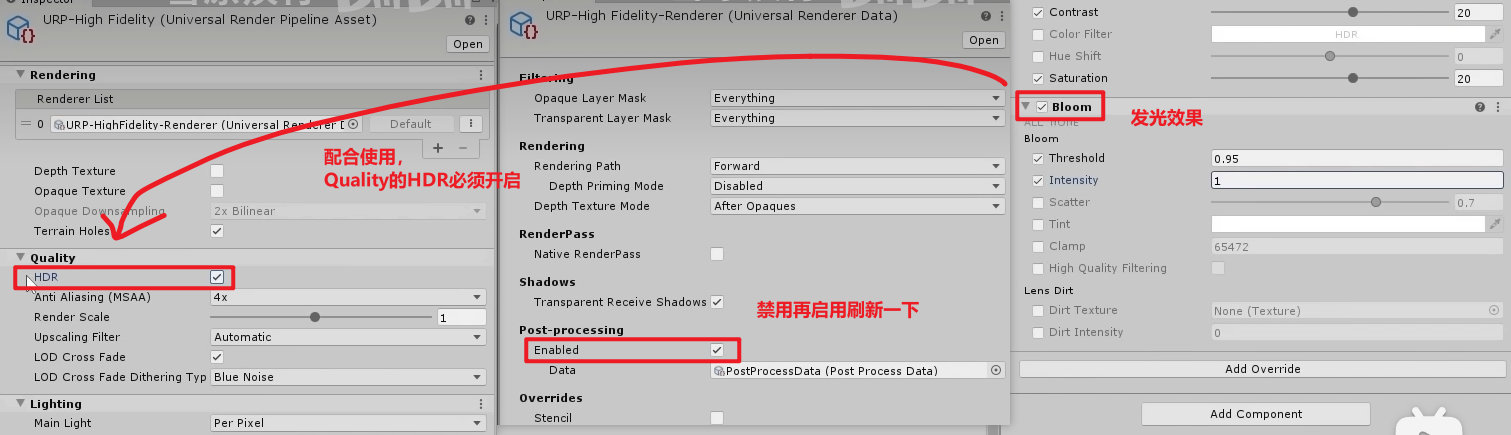 Inspector
URP-High Fidelity (Universal Render Pipeline Asset)
Open
Rendering
Renderer List
0 URP-HighFidelity-Renderer (Universal Renderer D Default
Depth Texture
Opaque Texture
Opaque Downsampling 2x Bilinear
Terrain Holes
Quality
HDR
Anti Aliasing (MSAA) 4x
Render Scale 1
Upscaling Filter Automatic
LOD Cross Fade
LOD Cross Fade Dithering Typ Blue Noise
Lighting
Main Light Per Pixel
配合使用，
Quality的HDR必须开启
URP-High Fidelity-Renderer (Universal Renderer Data)
Open
Filtering
Opaque Layer Mask Everything
Transparent Layer Mask Everything
Rendering
Rendering Path Forward
Depth Priming Mode Disabled
Depth Texture Mode After Opaques
RenderPass
Native RenderPass
Shadows
Transparent Receive Shadows
禁用再启用刷新一下
Post-processing
Enabled
Data PostProcessData (Post Process Data)
Overrides
Stencil
Contrast 20
Color Filter HDR
Hue Shift 0
Saturation 20
Bloom
发光效果
ALL NONE
Bloom
Threshold 0.95
Intensity 1
Scatter 0.7
Tint
Clamp 65472
High Quality Filtering
Lens Dirt
Dirt Texture None (Texture)
Dirt Intensity 0
Add Override
Add Component